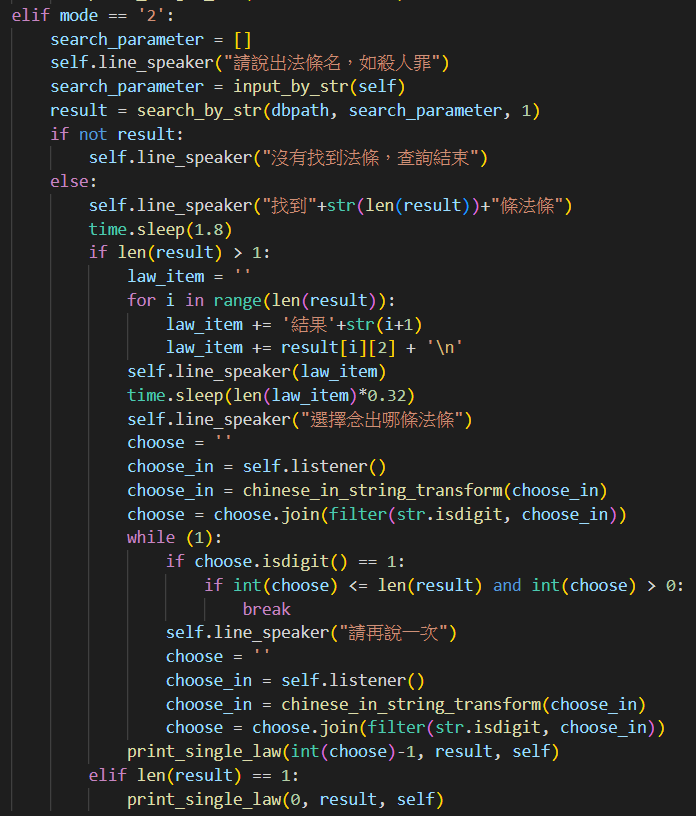 elif mode == '2':
    search_parameter = []
    self.line_speaker("請說出法條名，如殺人罪")
    search_parameter = input_by_str(self)
    result = search_by_str(dbpath, search_parameter, 1)
    if not result:
        self.line_speaker("沒有找到法條，查詢結束")
    else:
        self.line_speaker("找到"+str(len(result))+"條法條")
        time.sleep(1.8)
        if len(result) > 1:
            law_item = ''
            for i in range(len(result)):
                law_item += '結果'+str(i+1)
                law_item += result[i][2] + '\n'
            self.line_speaker(law_item)
            time.sleep(len(law_item)*0.32)
            self.line_speaker("選擇念出哪條法條")
            choose = ''
            choose_in = self.listener()
            choose_in = chinese_in_string_transform(choose_in)
            choose = choose.join(filter(str.isdigit, choose_in))
            while (1):
                if choose.isdigit() == 1:
                    if int(choose) <= len(result) and int(choose) > 0:
                        break
                self.line_speaker("請再說一次")
                choose = ''
                choose_in = self.listener()
                choose_in = chinese_in_string_transform(choose_in)
                choose = choose.join(filter(str.isdigit, choose_in))
            print_single_law(int(choose)-1, result, self)
        elif len(result) == 1:
            print_single_law(0, result, self)